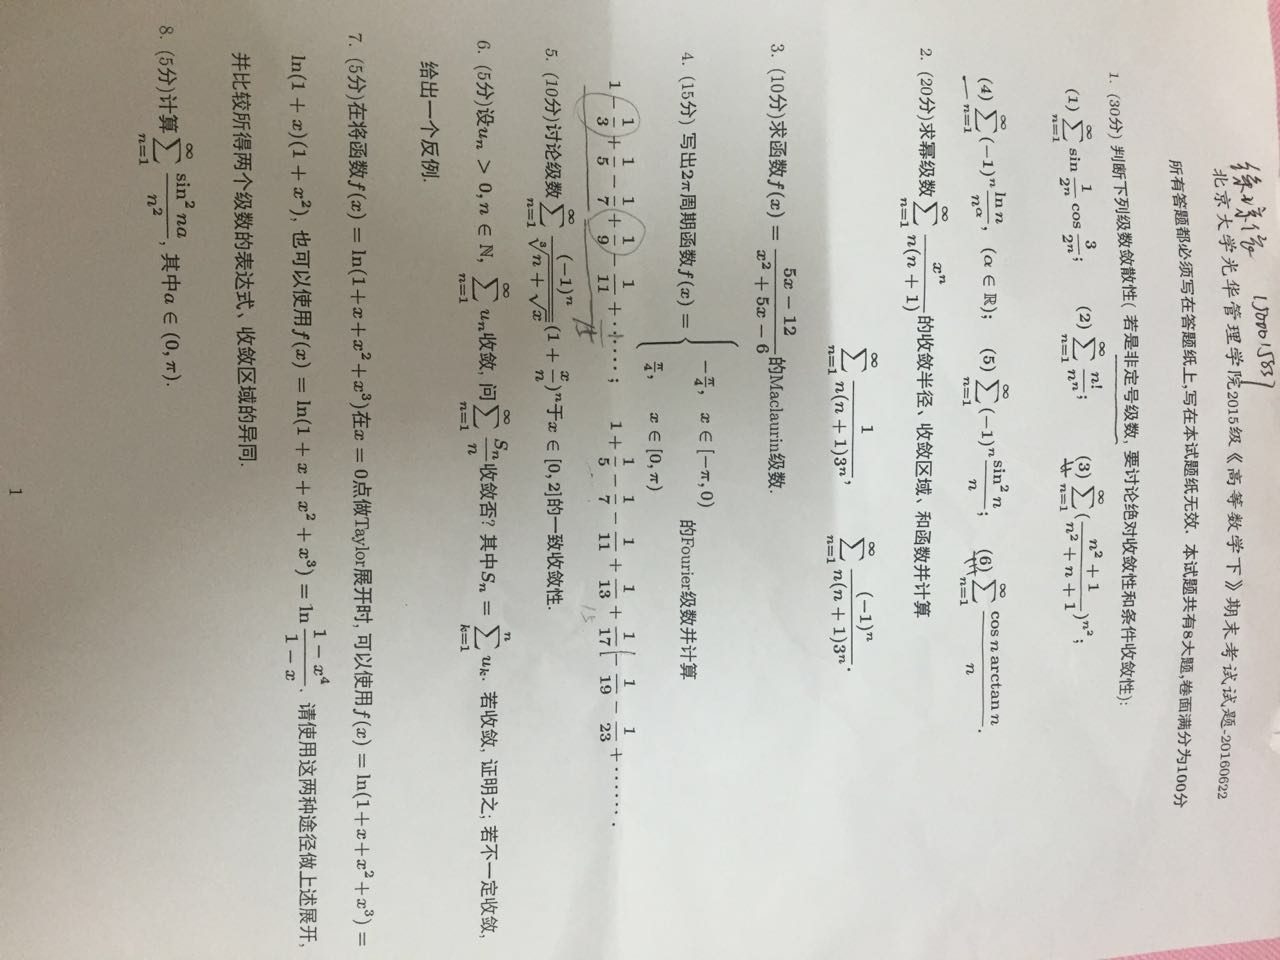 徐 依 1500015837
北京大学光华管理学院2015级《高等数学下》期末考试试题-20160622
所有答题都必须写在答题纸上,写在本试题纸无效. 本试题共有8大题,卷面满分为100分
1. (30分) 判断下列级数敛散性( 若是非定号级数, 要讨论绝对收敛性和条件收敛性):
(1) $\sum_{n=1}^{\infty} \sin\frac{1}{2^n}\cos\frac{3}{2^n}$; (2) $\sum_{n=1}^{\infty} \frac{n!}{n^n}$; (3) $\sum_{n=1}^{\infty} (\frac{n^2+1}{n^2+n+1})^{n^2}$;
(4) $\sum_{n=1}^{\infty} (-1)^n\frac{\ln n}{n^\alpha}$, ($\alpha\in\mathbb{R}$); (5) $\sum_{n=1}^{\infty} (-1)^n\frac{\sin^2 n}{n}$; (6) $\sum_{n=1}^{\infty} \frac{\cos n \arctan n}{n}$.
2. (20分)求幂级数 $\sum_{n=1}^{\infty} \frac{x^n}{n(n+1)}$ 的收敛半径、收敛区域、和函数并计算
$\sum_{n=1}^{\infty} \frac{1}{n(n+1)3^n}$, $\sum_{n=1}^{\infty} \frac{(-1)^n}{n(n+1)3^n}$.
3. (10分)求函数 $f(x) = \frac{5x-12}{x^2+5x-6}$ 的Maclaurin级数.
4. (15分) 写出2π周期函数 $f(x) = \begin{cases} -\frac{\pi}{4}, & x\in[-\pi,0) \\ \frac{\pi}{4}, & x\in[0,\pi) \end{cases}$ 的Fourier级数并计算
$1-\frac{1}{3}+\frac{1}{5}-\frac{1}{7}+\frac{1}{9}-\frac{1}{11}+\cdots\cdots$; $1+\frac{1}{5}-\frac{1}{7}-\frac{1}{11}+\frac{1}{13}+\frac{1}{17}-\frac{1}{19}-\frac{1}{23}+\cdots\cdots$.
15 15
5. (10分)讨论级数 $\sum_{n=1}^{\infty} \frac{(-1)^n}{\sqrt[3]{n+\sqrt{x}}}(1+\frac{x}{n})^n$ 于 $x\in[0,2]$ 的一致收敛性.
6. (5分)设 $u_n>0, n\in\mathbb{N}$, $\sum_{n=1}^{\infty} u_n$ 收敛, 问 $\sum_{n=1}^{\infty} \frac{S_n}{n}$ 收敛否? 其中 $S_n = \sum_{k=1}^{n} u_k$. 若收敛, 证明之; 若不一定收敛,
给出一个反例.
7. (5分)在将函数 $f(x) = \ln(1+x+x^2+x^3)$ 在 $x=0$ 点做Taylor展开时, 可以使用 $f(x) = \ln(1+x+x^2+x^3) =$
$\ln(1+x)(1+x^2)$, 也可以使用 $f(x) = \ln(1+x+x^2+x^3) = \ln\frac{1-x^4}{1-x}$. 请使用这两种途径做上述展开,
并比较所得两个级数的表达式、收敛区域的异同.
8. (5分)计算 $\sum_{n=1}^{\infty} \frac{\sin^2 na}{n^2}$, 其中 $a\in(0,\pi)$.
1